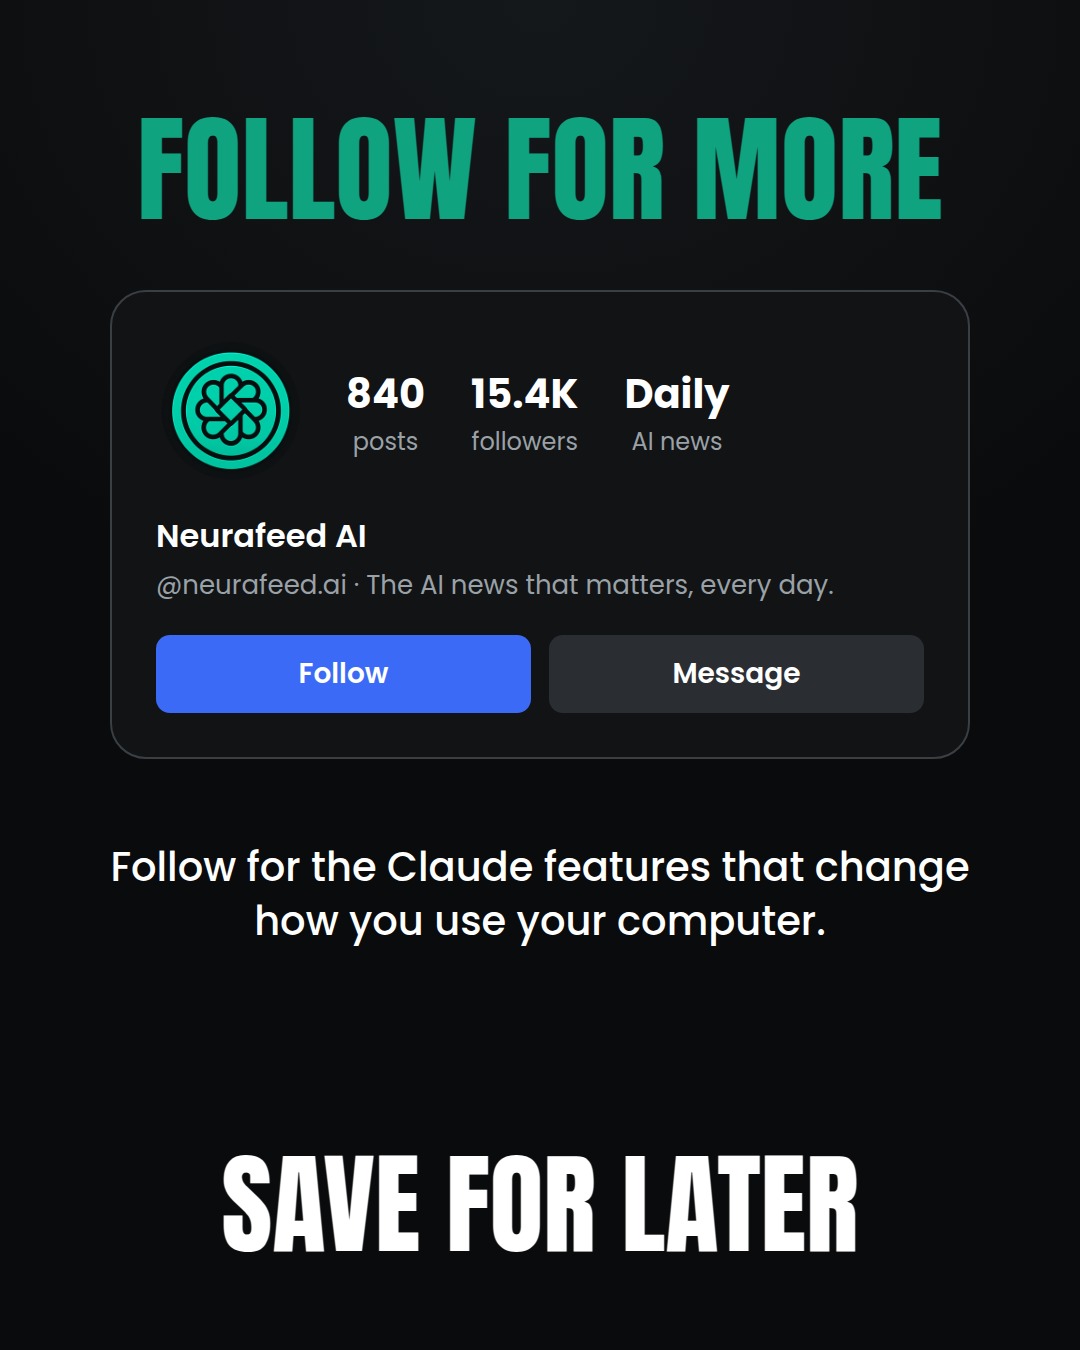 FOLLOW FOR MORE
840 15.4K Daily
posts followers AI news
Neurafeed AI
@neurafeed.ai · The AI news that matters, every day.
Follow Message
Follow for the Claude features that change
how you use your computer.
SAVE FOR LATER